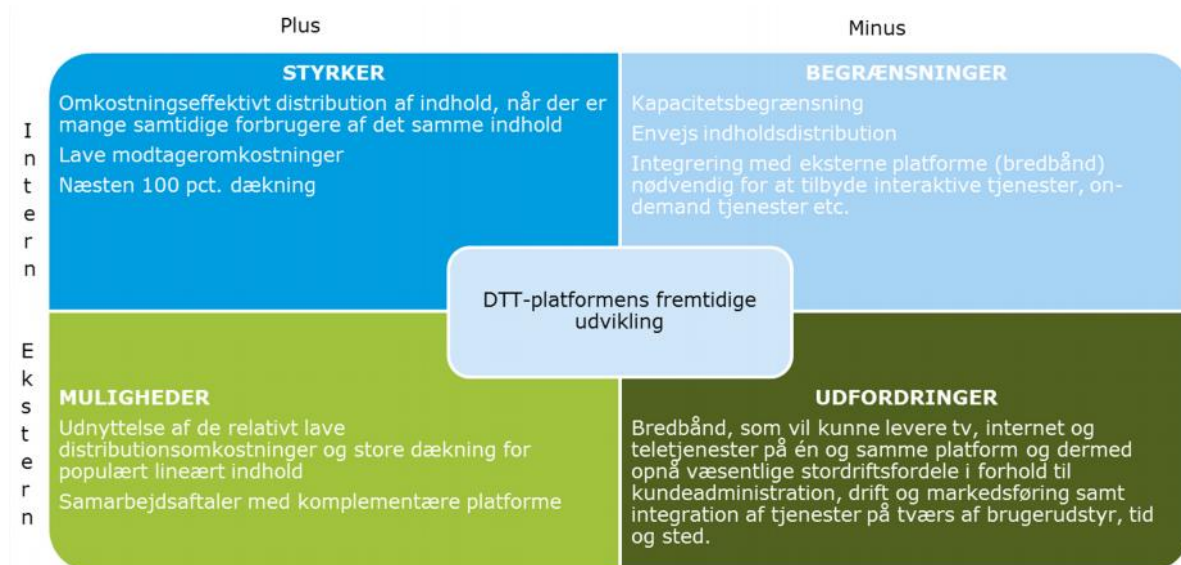 Plus
Minus
Intern
STYRKER
Omkostningseffektivt distribution af indhold, når der er
mange samtidige forbrugere af det samme indhold
Lave modtageromkostninger
Næsten 100 pct. dækning
BEGRÆNSNINGER
Kapacitetsbegrænsning
Envejs indholdsdistribution
Integrering med eksterne platforme (bredbånd)
nødvendig for at tilbyde interaktive tjenester, on-
demand tjenester etc.
DTT-platformens fremtidige
udvikling
Ekstern
MULIGHEDER
Udnyttelse af de relativt lave
distributionsomkostninger og store dækning for
populært lineært indhold
Samarbejdsaftaler med komplementære platforme
UDFORDRINGER
Bredbånd, som vil kunne levere tv, internet og
teletjenester på én og samme platform og dermed
opnå væsentlige stordriftsfordele i forhold til
kundeadministration, drift og markedsføring samt
integration af tjenester på tværs af brugerudstyr, tid
og sted.